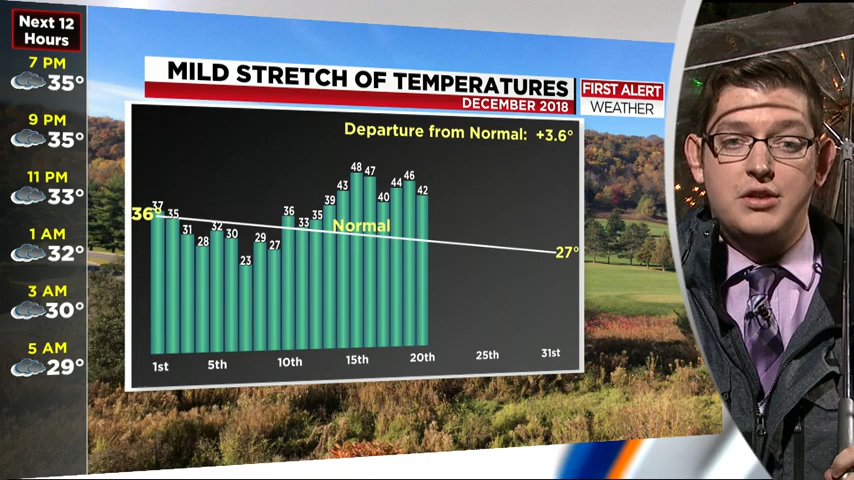 Next 12
Hours
7 PM
35°
9 PM
35°
11 PM
33°
1 AM
32°
3 AM
30°
5 AM
29°
MILD STRETCH OF TEMPERATURES
DECEMBER 2018
FIRST ALERT
WEATHER
Departure from Normal: +3.6°
36°
37 35 31 28 32 30 23 29 27 36 33 35 39 43 48 47 40 44 46 42
Normal
27°
1st 5th 10th 15th 20th 25th 31st